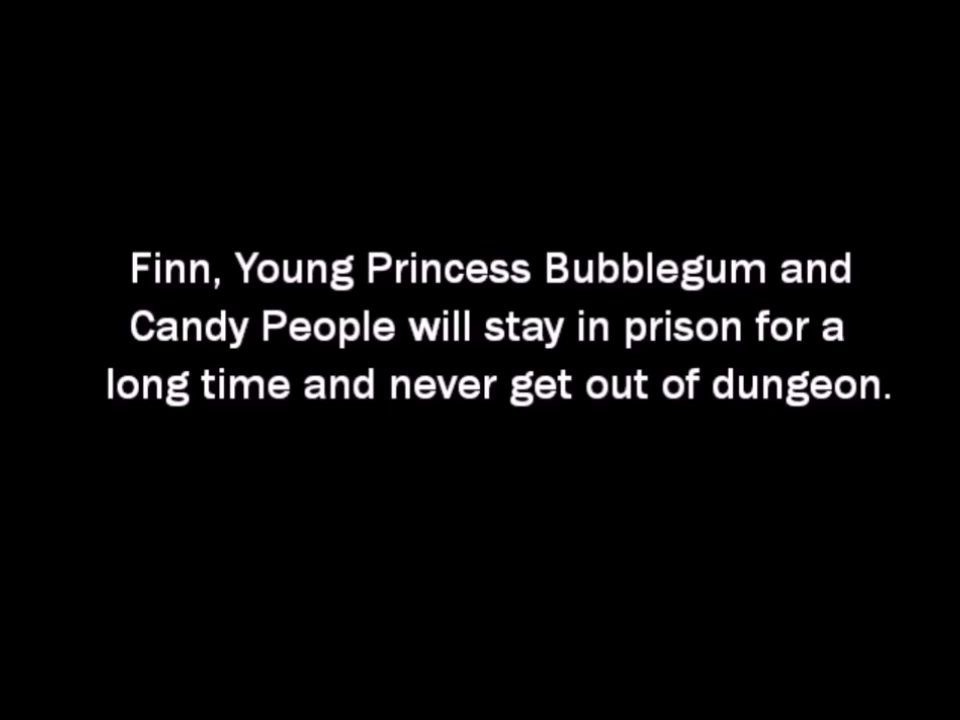 Finn, Young Princess Bubblegum and
Candy People will stay in prison for a
long time and never get out of dungeon.